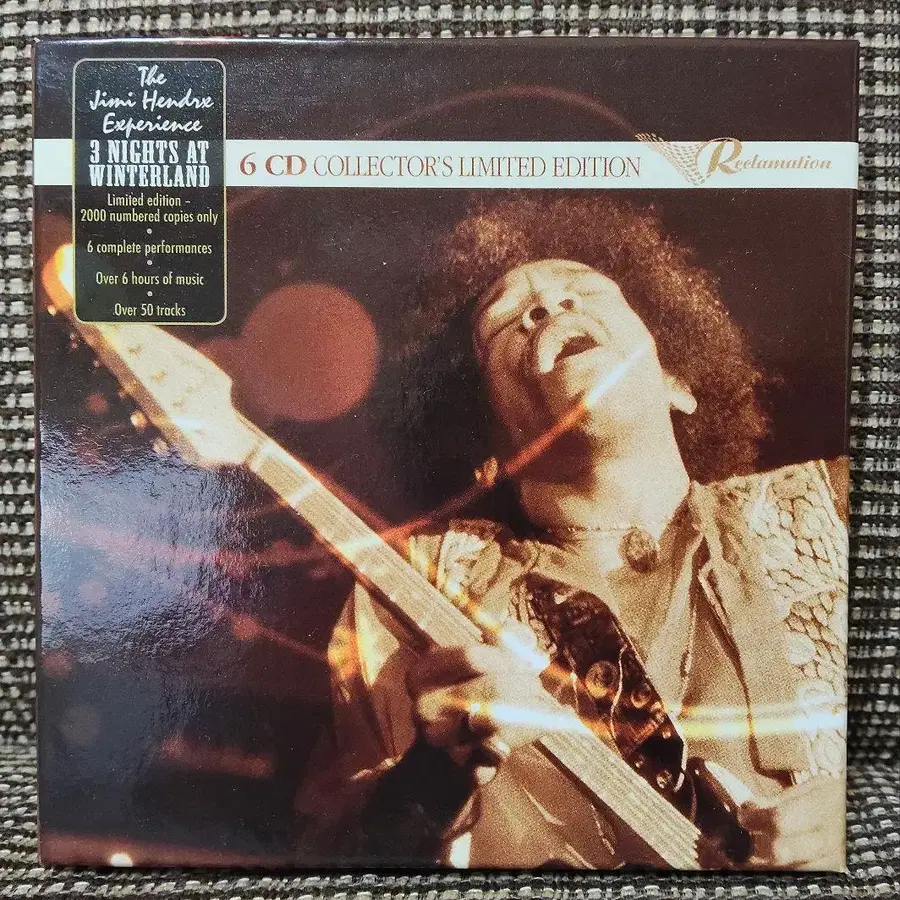 The
Jimi Hendrx
Experience
3 NIGHTS AT
WINTERLAND
Limited edition –
2000 numbered copies only
•
6 complete performances
•
Over 6 hours of music
•
Over 50 tracks
6 CD COLLECTOR'S LIMITED EDITION
Reclamation